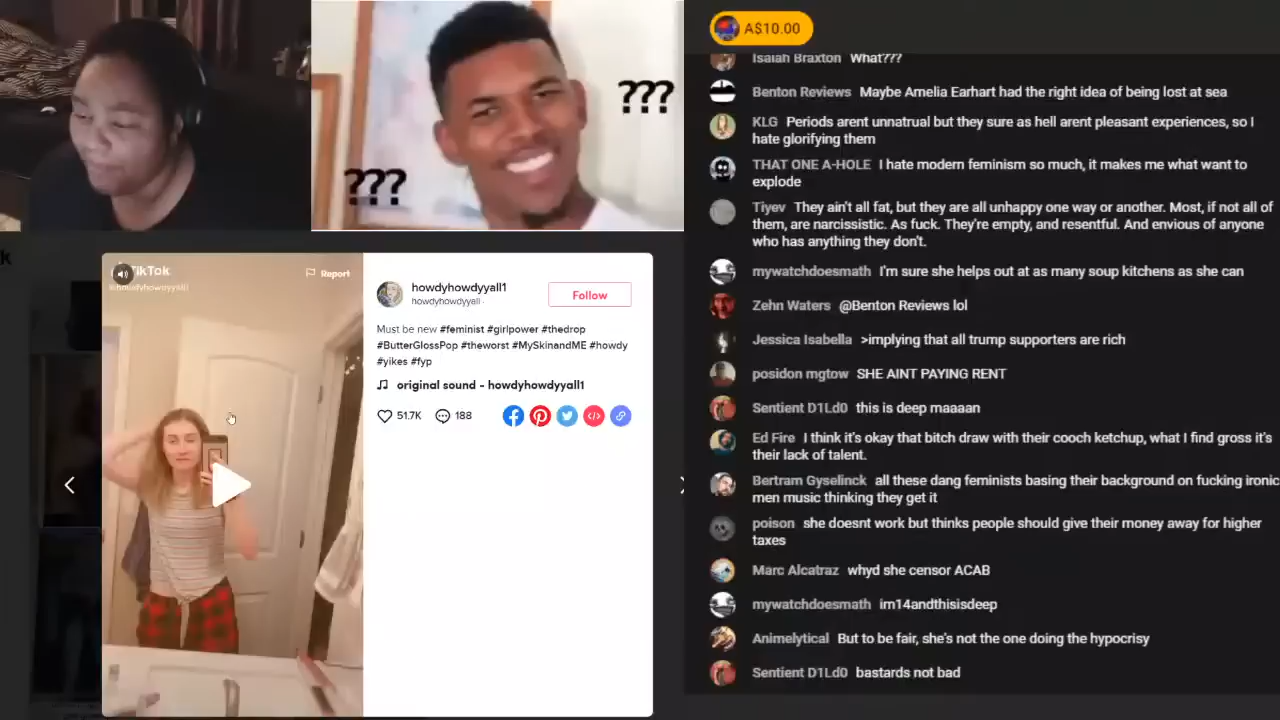 ???
???
A$10.00
Isaiah Braxton What???
Benton Reviews Maybe Amelia Earhart had the right idea of being lost at sea
KLG Periods arent unnatrual but they sure as hell arent pleasant experiences, so I
hate glorifying them
THAT ONE A-HOLE I hate modern feminism so much, it makes me what want to
explode
Tiyev They ain't all fat, but they are all unhappy one way or another. Most, if not all of
them, are narcissistic. As fuck. They're empty, and resentful. And envious of anyone
who has anything they don't.
mywatchdoesmath I'm sure she helps out at as many soup kitchens as she can
Zehn Waters @Benton Reviews lol
Jessica Isabella >implying that all trump supporters are rich
posidon mgtow SHE AINT PAYING RENT
Sentient D1Ld0 this is deep maaaan
Ed Fire I think it's okay that bitch draw with their cooch ketchup, what I find gross it's
their lack of talent.
Bertram Gyselinck all these dang feminists basing their background on fucking ironic
men music thinking they get it
poison she doesnt work but thinks people should give their money away for higher
taxes
Marc Alcatraz whyd she censor ACAB
mywatchdoesmath im14andthisisdeep
Animelytical But to be fair, she's not the one doing the hypocrisy
Sentient D1Ld0 bastards not bad
k
TikTok
Report
howdyhowdyyall1
howdyhowdyyall
Follow
Must be new #feminist #girlpower #thedrop
#ButterGlossPop #theworst #MySkinandME #howdy
#yikes #fyp
original sound - howdyhowdyyall1
51.7K
188